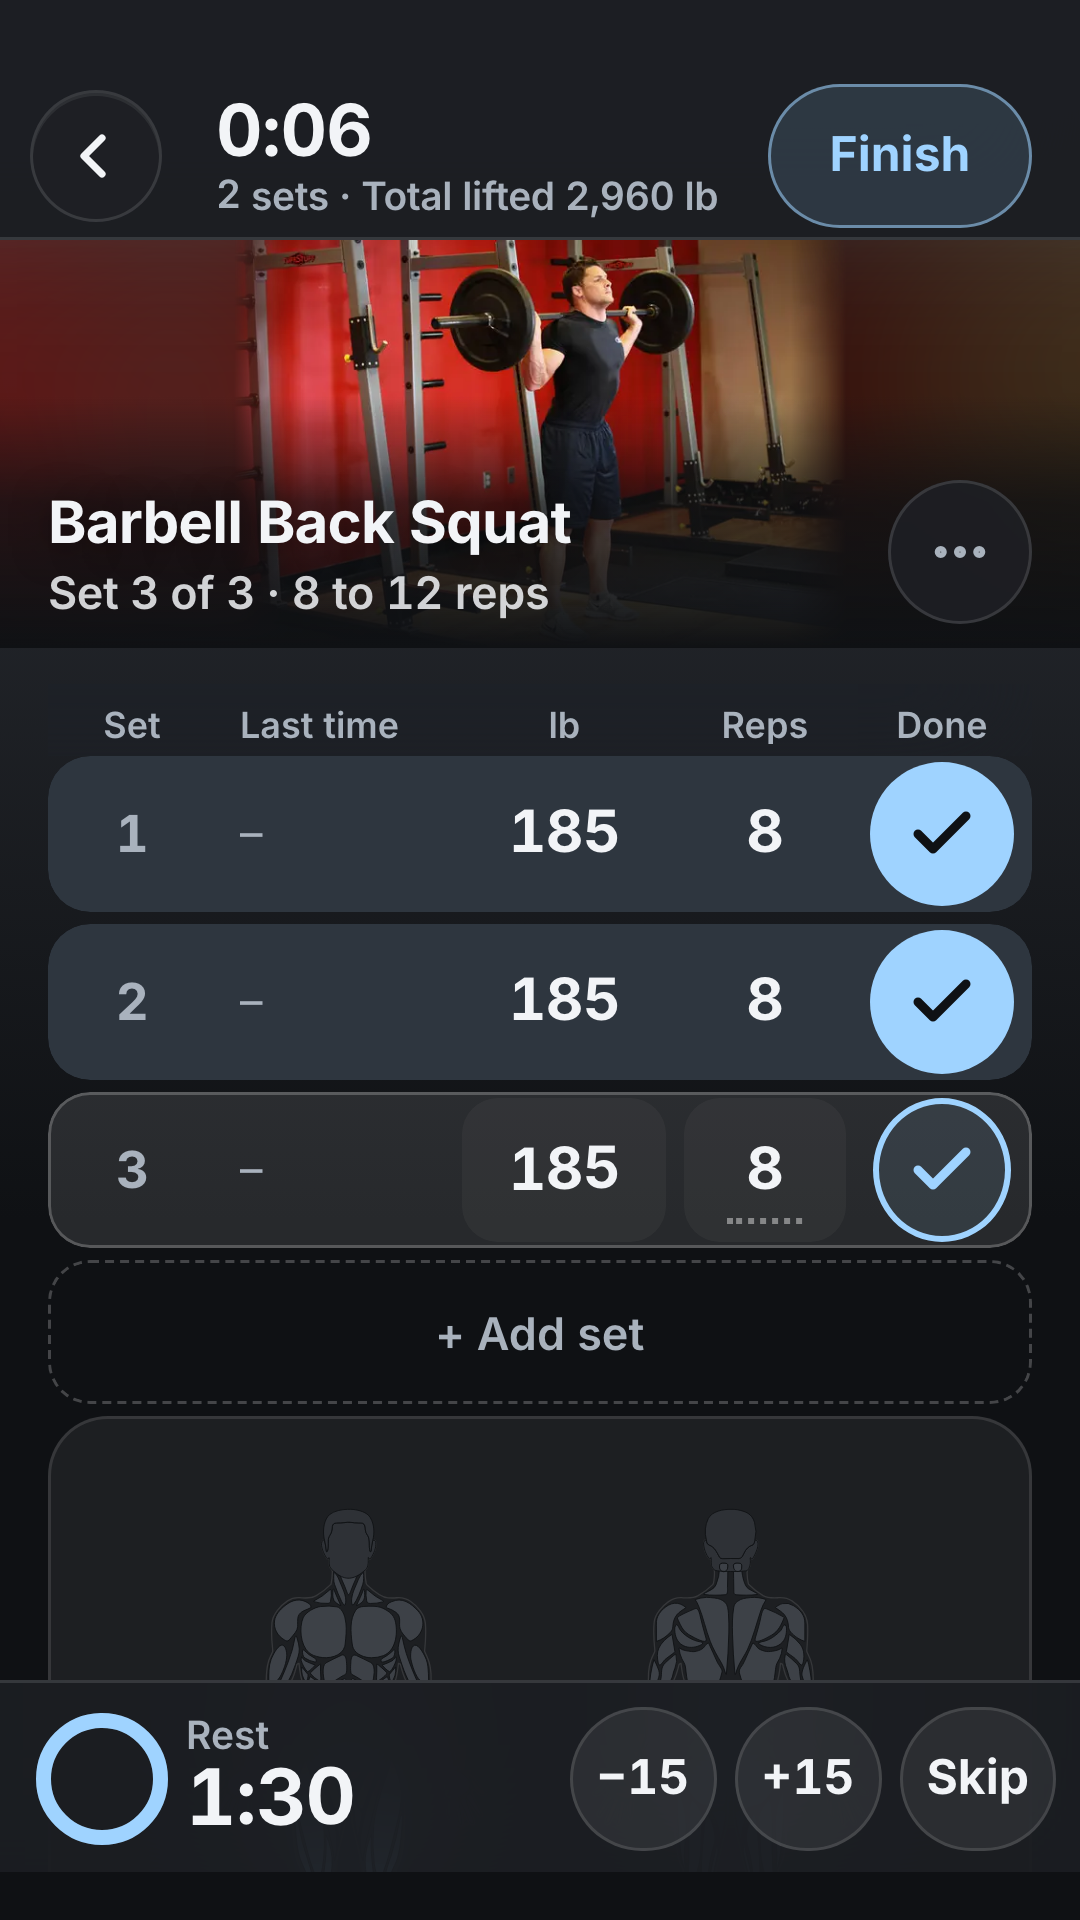 0:06
2 sets · Total lifted 2,960 lb
Finish
Barbell Back Squat
Set 3 of 3 · 8 to 12 reps
Set Last time lb Reps Done
1 – 185 8
2 – 185 8
3 – 185 8
+ Add set
Rest
1:30
−15 +15 Skip